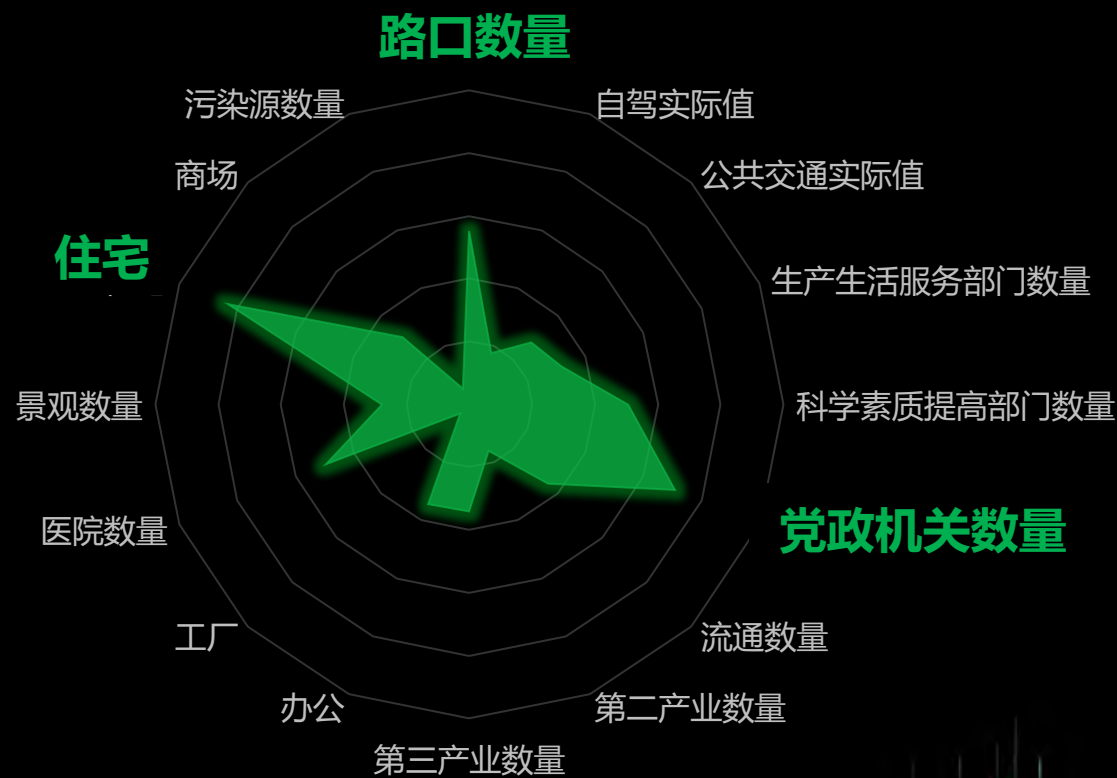 路口数量
污染源数量
自驾实际值
商场
公共交通实际值
住宅
生产生活服务部门数量
景观数量
科学素质提高部门数量
医院数量
党政机关数量
工厂
流通数量
办公
第二产业数量
第三产业数量